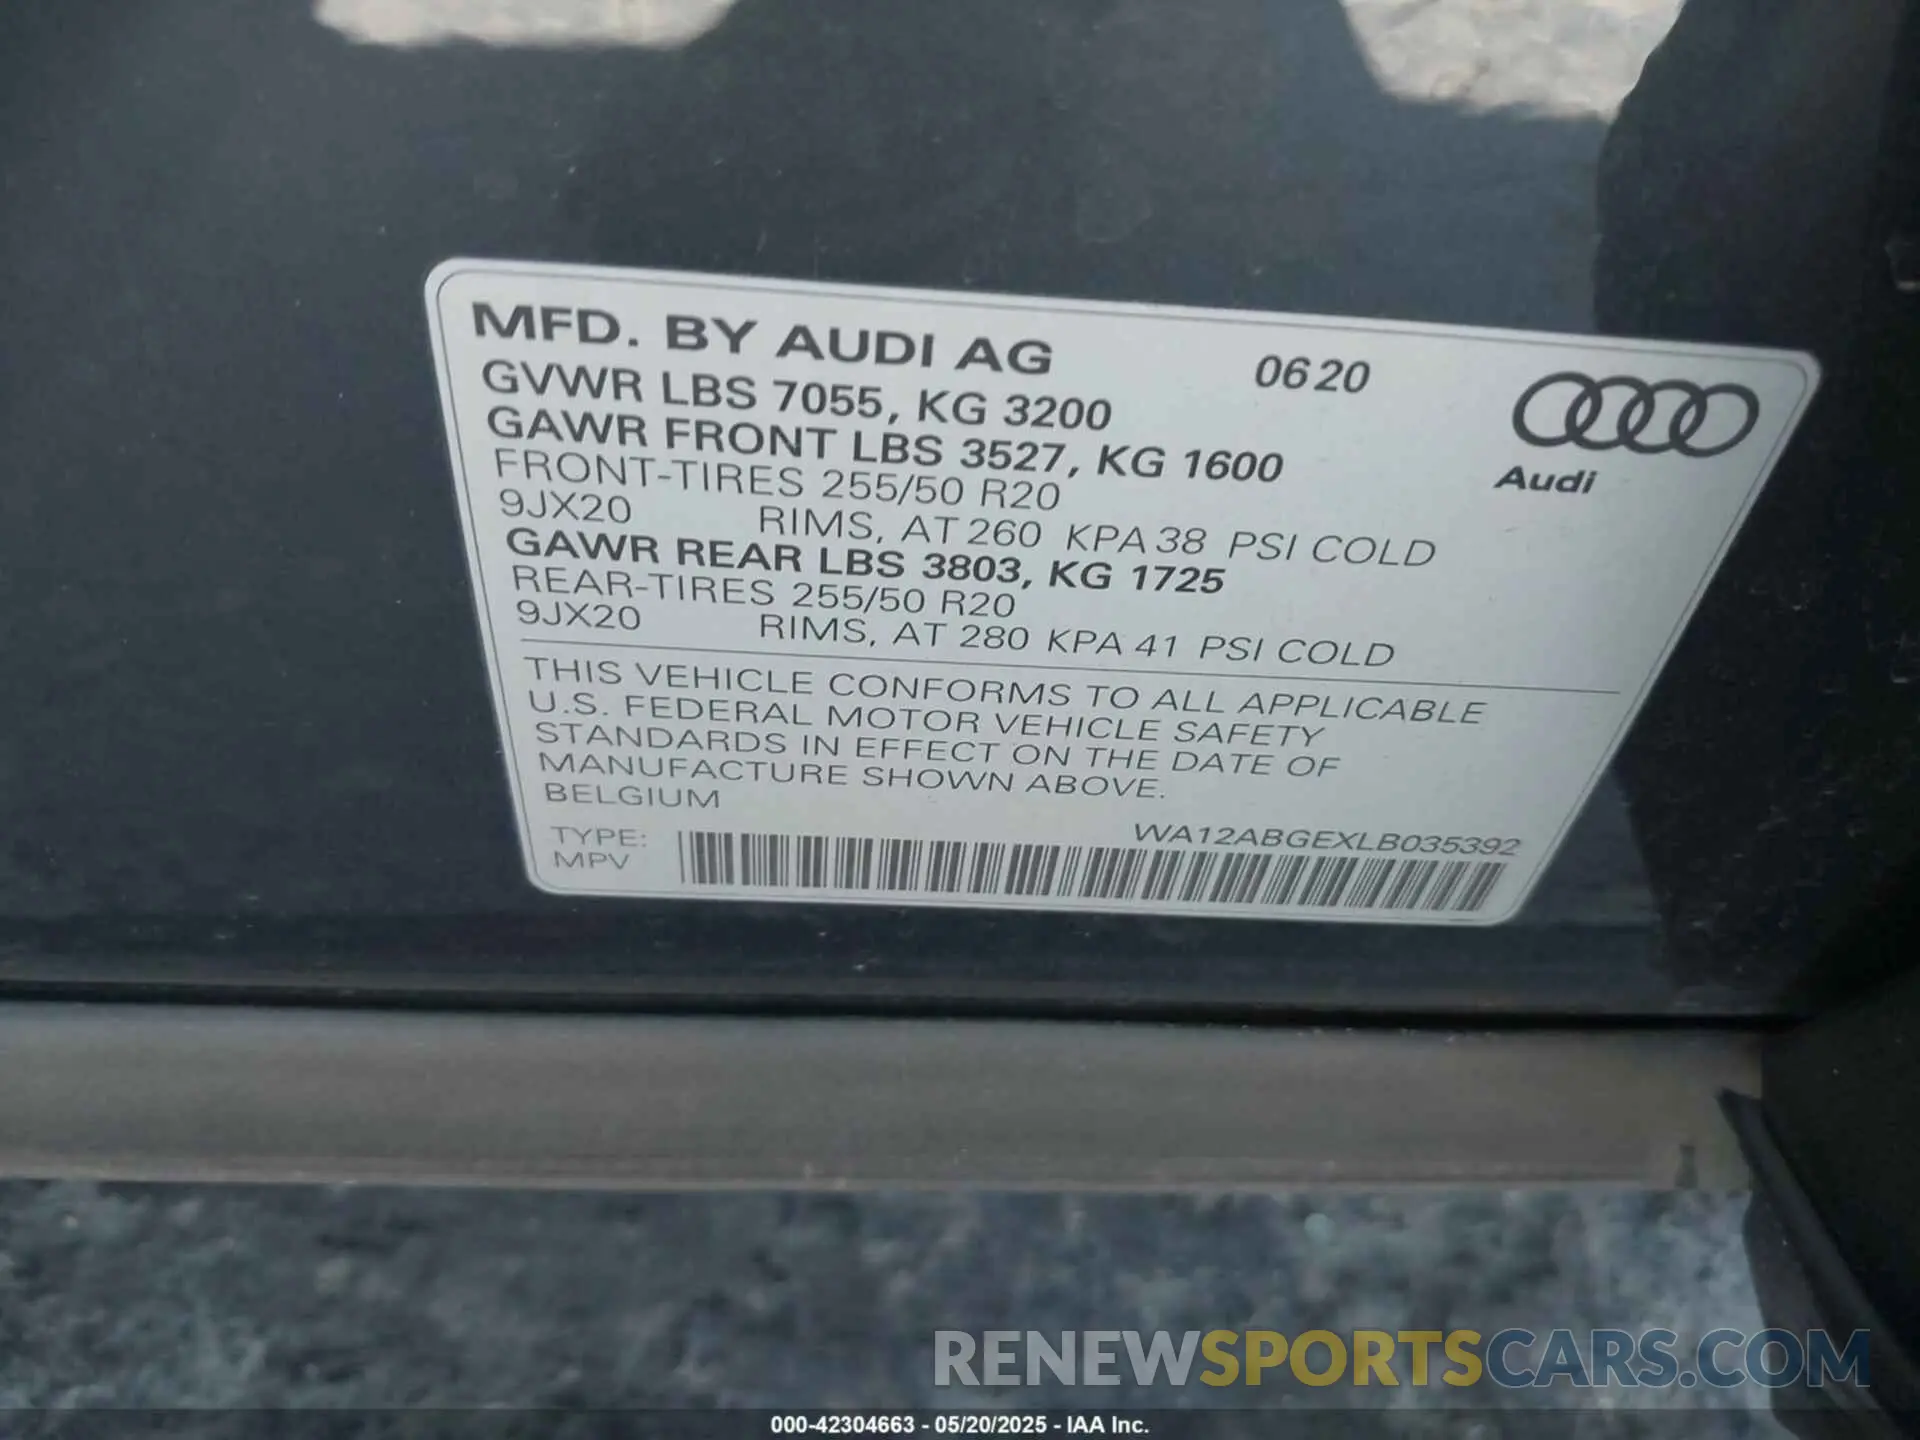 MFD. BY AUDI AG 0620
GVWR LBS 7055, KG 3200
GAWR FRONT LBS 3527, KG 1600
FRONT-TIRES 255/50 R20
9JX20 RIMS, AT 260 KPA 38 PSI COLD
GAWR REAR LBS 3803, KG 1725
REAR-TIRES 255/50 R20
9JX20 RIMS, AT 280 KPA 41 PSI COLD
Audi
THIS VEHICLE CONFORMS TO ALL APPLICABLE
U.S. FEDERAL MOTOR VEHICLE SAFETY
STANDARDS IN EFFECT ON THE DATE OF
MANUFACTURE SHOWN ABOVE.
BELGIUM
TYPE: WA12ABGEXLB035392
MPV
RENEWSPORTSCARS.COM
000-42304663 - 05/20/2025 - IAA Inc.